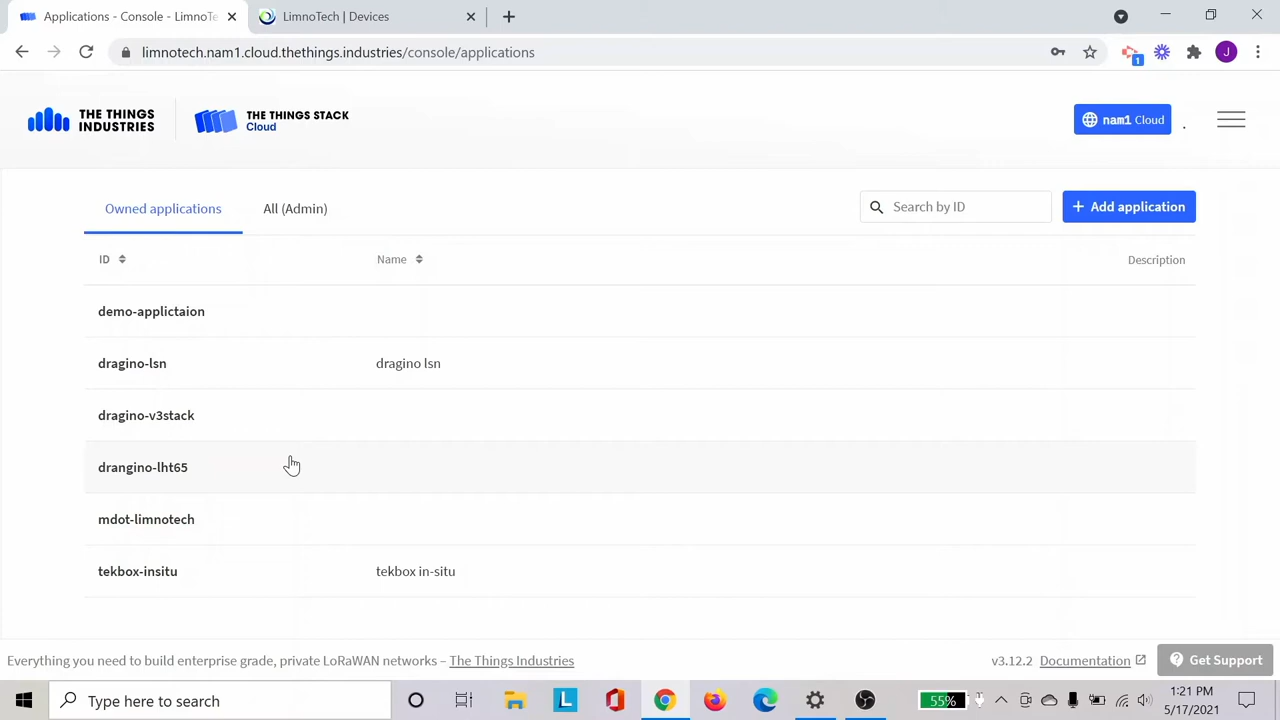 Applications - Console - LimnoTe
LimnoTech | Devices
limnotech.nam1.cloud.thethings.industries/console/applications
1
J
THE THINGS
INDUSTRIES
THE THINGS STACK
Cloud
nam1 Cloud
Owned applications
All (Admin)
Search by ID
+ Add application
ID
Name
Description
demo-applictaion
dragino-lsn
dragino lsn
dragino-v3stack
drangino-lht65
mdot-limnotech
tekbox-insitu
tekbox in-situ
Everything you need to build enterprise grade, private LoRaWAN networks – The Things Industries
v3.12.2
Documentation
Get Support
Type here to search
L
55%
1:21 PM
5/17/2021